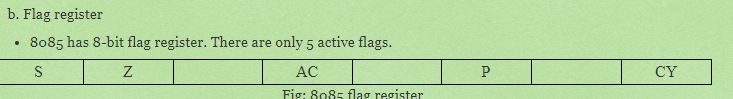 b. Flag register
• 8085 has 8-bit flag register. There are only 5 active flags.
S Z AC P CY
Fig: 8085 flag register